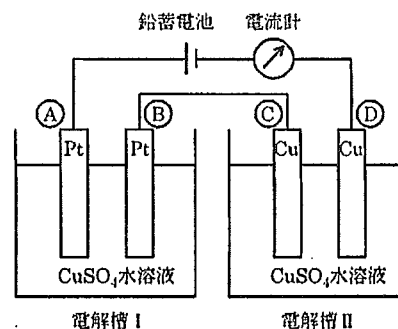 鉛蓄電池 電流計
A B C D
Pt Pt Cu Cu
CuSO₄水溶液 CuSO₄水溶液
電解槽 I 電解槽 II